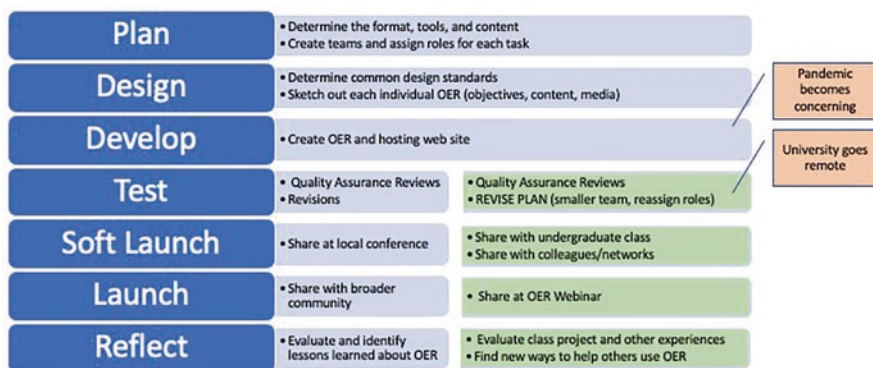 Plan
• Determine the format, tools, and content
• Create teams and assign roles for each task
Design
• Determine common design standards
• Sketch out each individual OER (objectives, content, media)
Pandemic
becomes
concerning
Develop
• Create OER and hosting web site
University goes
remote
Test
• Quality Assurance Reviews
• Revisions
• Quality Assurance Reviews
• REVISE PLAN (smaller team, reassign roles)
Soft Launch
• Share at local conference
• Share with undergraduate class
• Share with colleagues/networks
Launch
• Share with broader
community
• Share at OER Webinar
Reflect
• Evaluate and identify
lessons learned about OER
• Evaluate class project and other experiences
• Find new ways to help others use OER